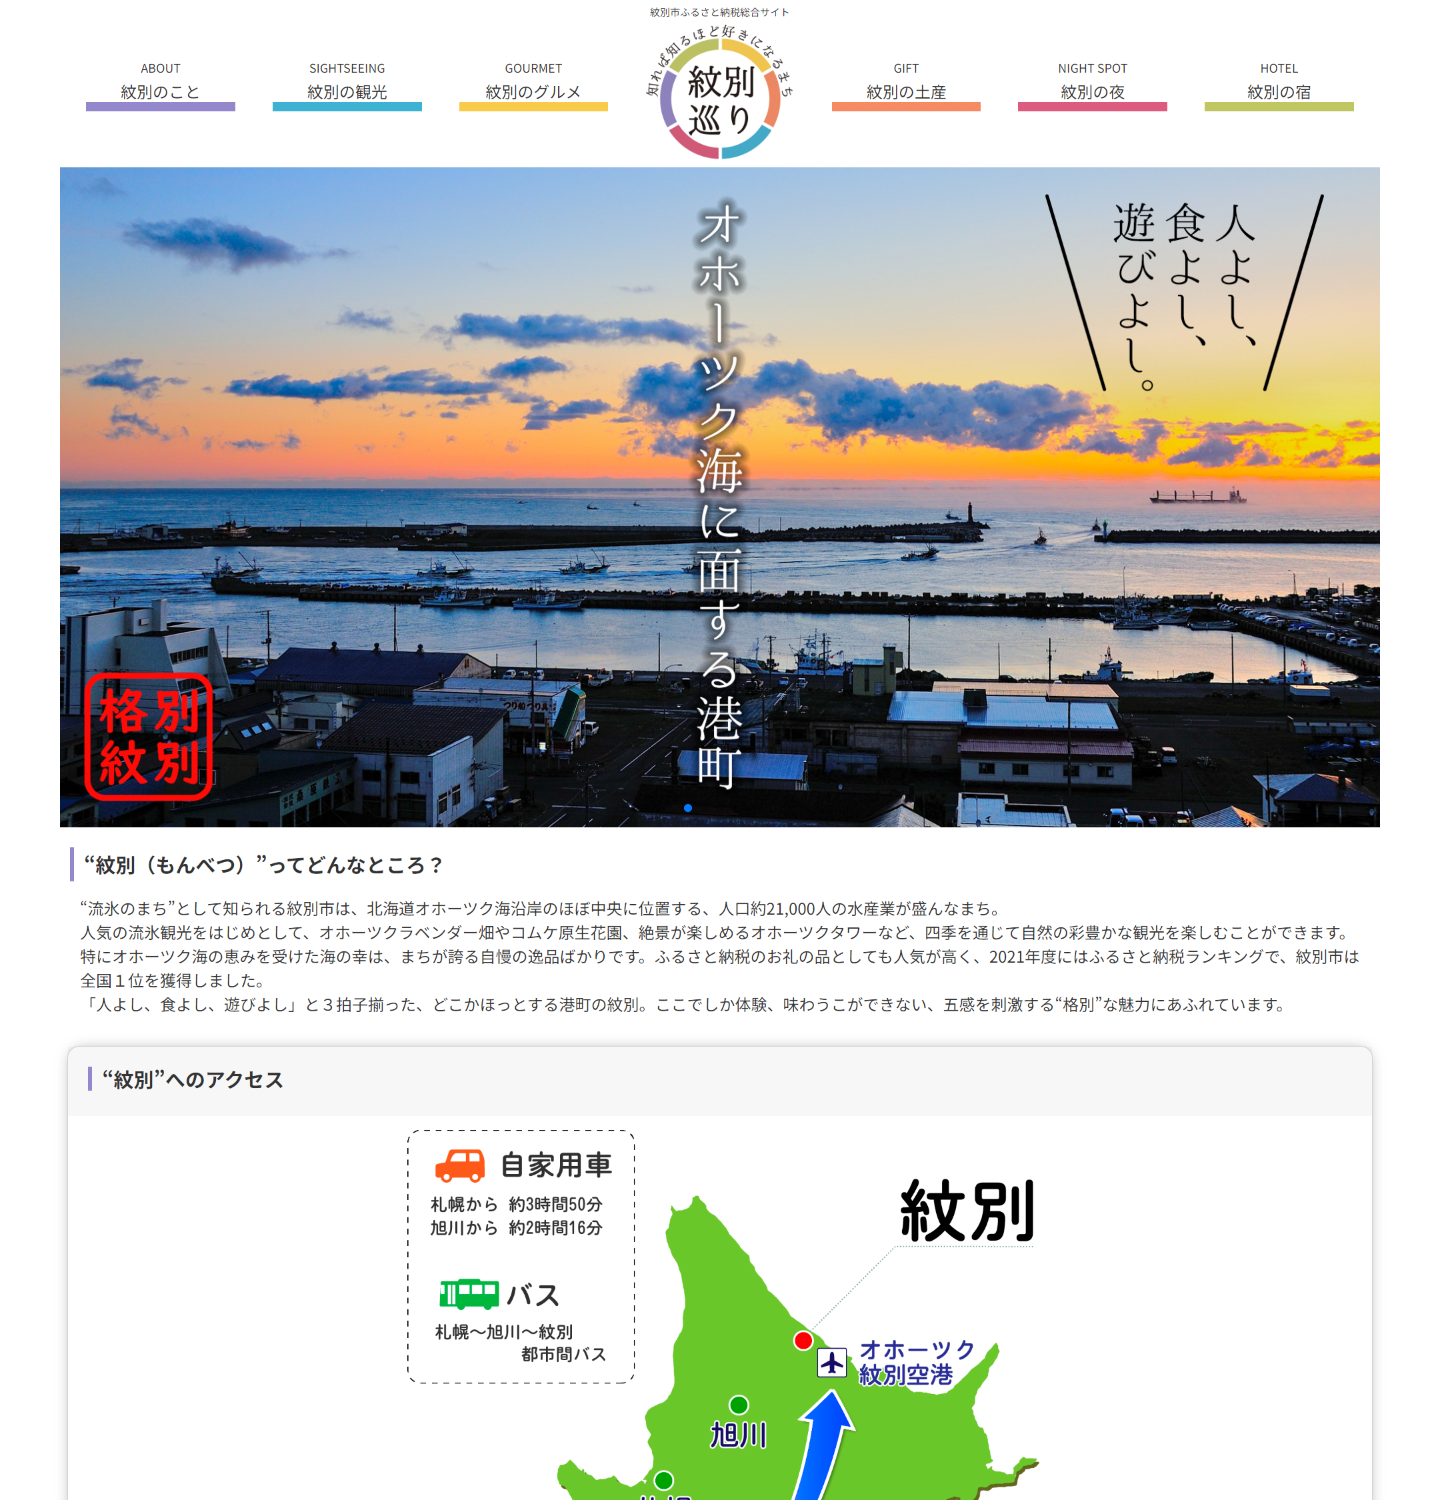 紋別市ふるさと納税総合サイト
知れば知るほど好きになるまち
紋別
巡り
ABOUT
紋別のこと
SIGHTSEEING
紋別の観光
GOURMET
紋別のグルメ
GIFT
紋別の土産
NIGHT SPOT
紋別の夜
HOTEL
紋別の宿
人よし、
食よし、
遊びよし。
オホーツク海に面する港町
格別
紋別
“紋別（もんべつ）”ってどんなところ？
“流氷のまち”として知られる紋別市は、北海道オホーツク海沿岸のほぼ中央に位置する、人口約21,000人の水産業が盛んなまち。
人気の流氷観光をはじめとして、オホーツクラベンダー畑やコムケ原生花園、絶景が楽しめるオホーツクタワーなど、四季を通じて自然の彩豊かな観光を楽しむことができます。
特にオホーツク海の恵みを受けた海の幸は、まちが誇る自慢の逸品ばかりです。ふるさと納税のお礼の品としても人気が高く、2021年度にはふるさと納税ランキングで、紋別市は
全国１位を獲得しました。
「人よし、食よし、遊びよし」と３拍子揃った、どこかほっとする港町の紋別。ここでしか体験、味わうこができない、五感を刺激する“格別”な魅力にあふれています。
“紋別”へのアクセス
自家用車
札幌から 約3時間50分
旭川から 約2時間16分
バス
札幌〜旭川〜紋別
都市間バス
紋別
オホーツク
紋別空港
旭川